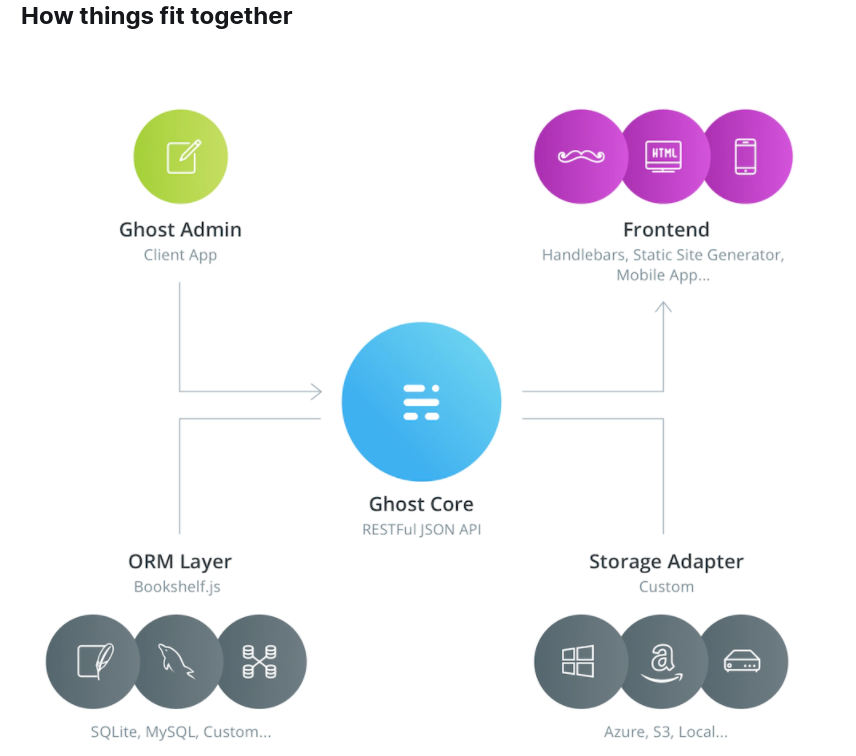 How things fit together
Ghost Admin
Client App
HTML
Frontend
Handlebars, Static Site Generator,
Mobile App...
Ghost Core
RESTFul JSON API
ORM Layer
Bookshelf.js
SQLite, MySQL, Custom...
Storage Adapter
Custom
a
Azure, S3, Local...